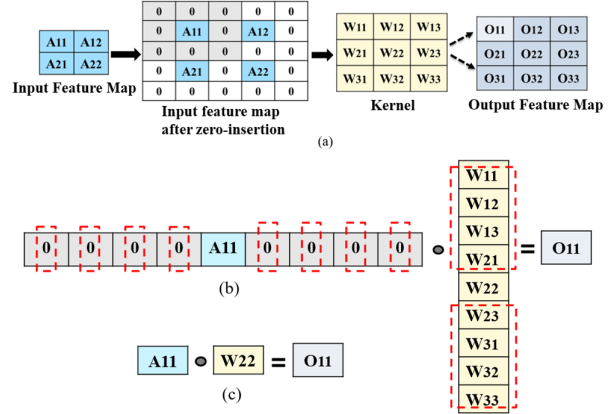 A11 A12
A21 A22
Input Feature Map
0 0 0 0 0
0 A11 0 A12 0
0 0 0 0 0
0 A21 0 A22 0
0 0 0 0 0
Input feature map
after zero-insertion
W11 W12 W13
W21 W22 W23
W31 W32 W33
Kernel
O11 O12 O13
O21 O22 O23
O31 O32 O33
Output Feature Map
(a)
0 0 0 0 A11 0 0 0 0
W11
W12
W13
W21
W22
W23
W31
W32
W33
= O11
(b)
A11 W22 = O11
(c)